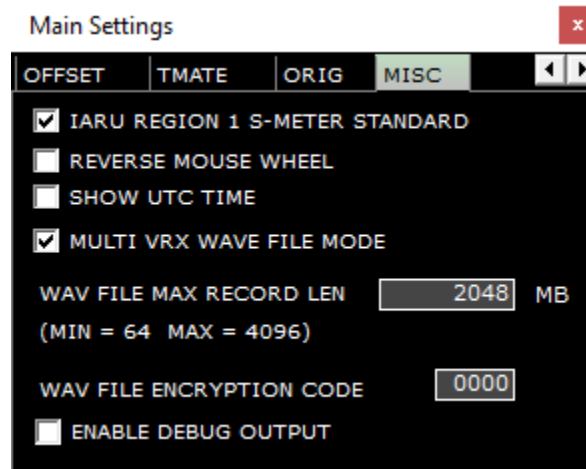 Main Settings x
OFFSET TMATE ORIG MISC
IARU REGION 1 S-METER STANDARD
REVERSE MOUSE WHEEL
SHOW UTC TIME
MULTI VRX WAVE FILE MODE
WAV FILE MAX RECORD LEN 2048 MB
(MIN = 64 MAX = 4096)
WAV FILE ENCRYPTION CODE 0000
ENABLE DEBUG OUTPUT